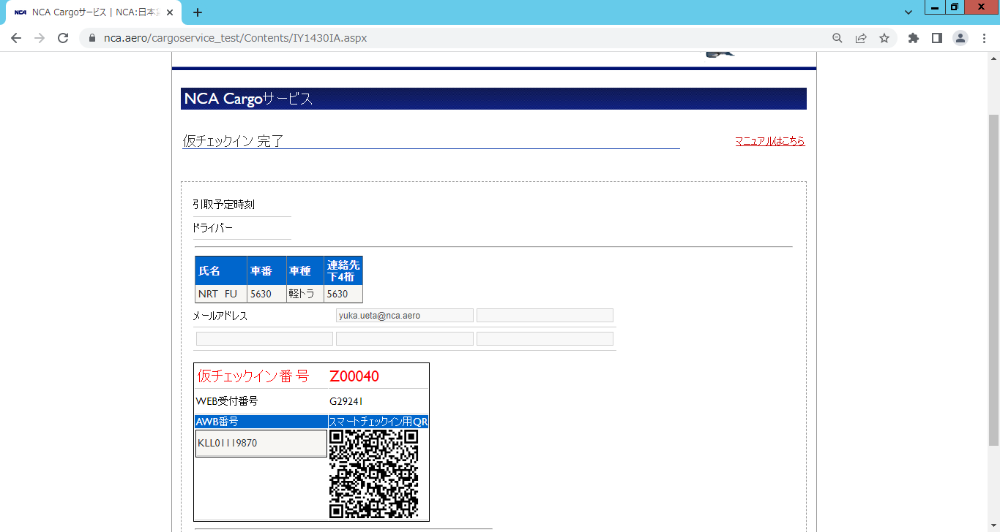 NCA NCA Cargoサービス | NCA:日本
nca.aero/cargoservice_test/Contents/IY1430IA.aspx
NCA Cargoサービス
仮チェックイン 完了
マニュアルはこちら
引取予定時刻
ドライバー
氏名 車番 車種 連絡先
下4桁
NRT FU 5630 軽トラ 5630
メールアドレス yuka.ueta@nca.aero
仮チェックイン番号 Z00040
WEB受付番号 G29241
AWB番号 スマートチェックイン用QR
KLL01119870